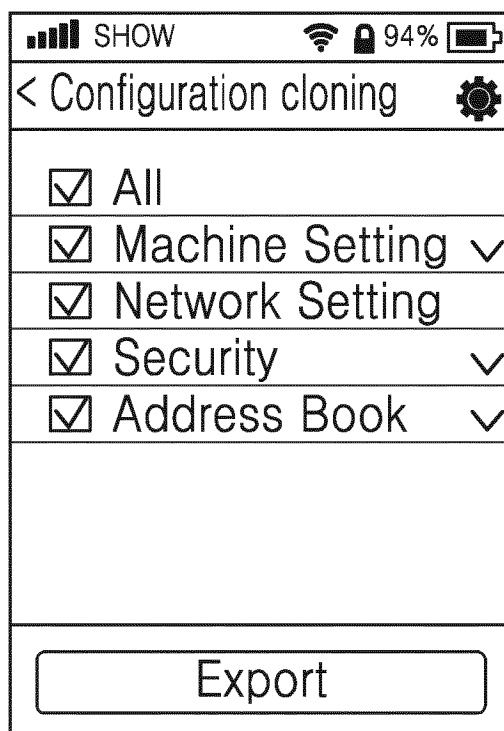 SHOW 94%
< Configuration cloning
All
Machine Setting
Network Setting
Security
Address Book
Export